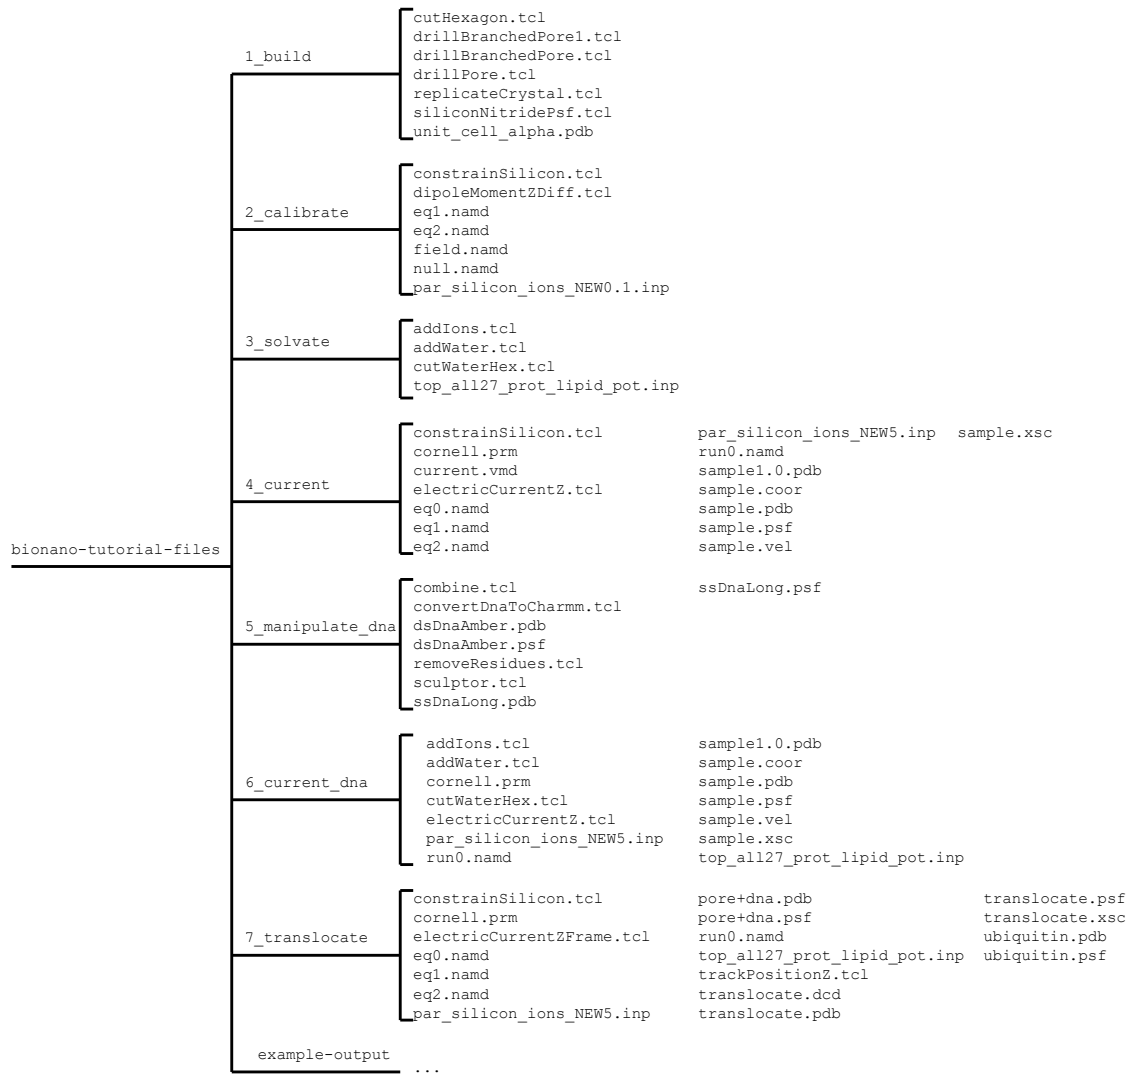 bionano-tutorial-files
1_build
cutHexagon.tcl
drillBranchedPore1.tcl
drillBranchedPore.tcl
drillPore.tcl
replicateCrystal.tcl
siliconNitridePsf.tcl
unit_cell_alpha.pdb
2_calibrate
constrainSilicon.tcl
dipoleMomentZDiff.tcl
eq1.namd
eq2.namd
field.namd
null.namd
par_silicon_ions_NEW0.1.inp
3_solvate
addIons.tcl
addWater.tcl
cutWaterHex.tcl
top_all27_prot_lipid_pot.inp
4_current
constrainSilicon.tcl par_silicon_ions_NEW5.inp sample.xsc
cornell.prm run0.namd
current.vmd sample1.0.pdb
electricCurrentZ.tcl sample.coor
eq0.namd sample.pdb
eq1.namd sample.psf
eq2.namd sample.vel
5_manipulate_dna
combine.tcl ssDnaLong.psf
convertDnaToCharmm.tcl
dsDnaAmber.pdb
dsDnaAmber.psf
removeResidues.tcl
sculptor.tcl
ssDnaLong.pdb
6_current_dna
addIons.tcl sample1.0.pdb
addWater.tcl sample.coor
cornell.prm sample.pdb
cutWaterHex.tcl sample.psf
electricCurrentZ.tcl sample.vel
par_silicon_ions_NEW5.inp sample.xsc
run0.namd top_all27_prot_lipid_pot.inp
7_translocate
constrainSilicon.tcl pore+dna.pdb translocate.psf
cornell.prm pore+dna.psf translocate.xsc
electricCurrentZFrame.tcl run0.namd ubiquitin.pdb
eq0.namd top_all27_prot_lipid_pot.inp ubiquitin.psf
eq1.namd trackPositionZ.tcl
eq2.namd translocate.dcd
par_silicon_ions_NEW5.inp translocate.pdb
example-output ...